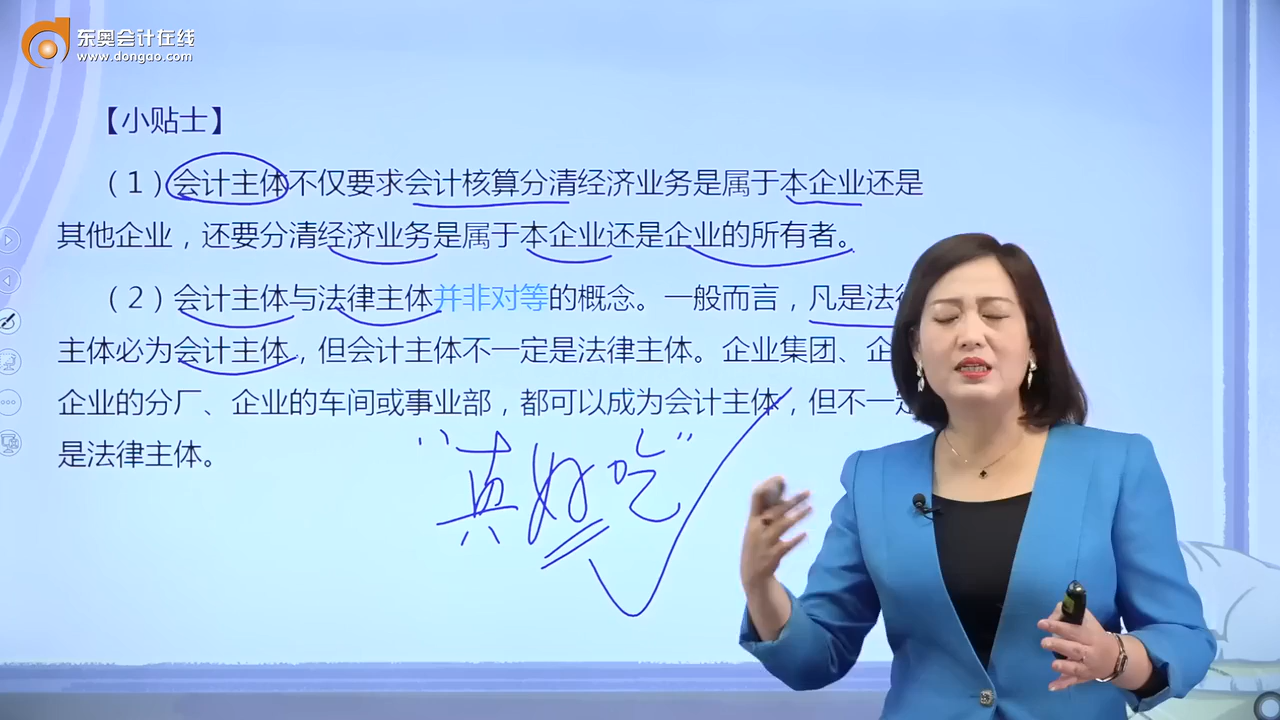 东奥会计在线
www.dongao.com
【小贴士】
（1）会计主体不仅要求会计核算分清经济业务是属于本企业还是
其他企业，还要分清经济业务是属于本企业还是企业的所有者。
（2）会计主体与法律主体并非对等的概念。一般而言，凡是法
主体必为会计主体，但会计主体不一定是法律主体。企业集团、企
企业的分厂、企业的车间或事业部，都可以成为会计主体，但不一
是法律主体。
“真好吃”